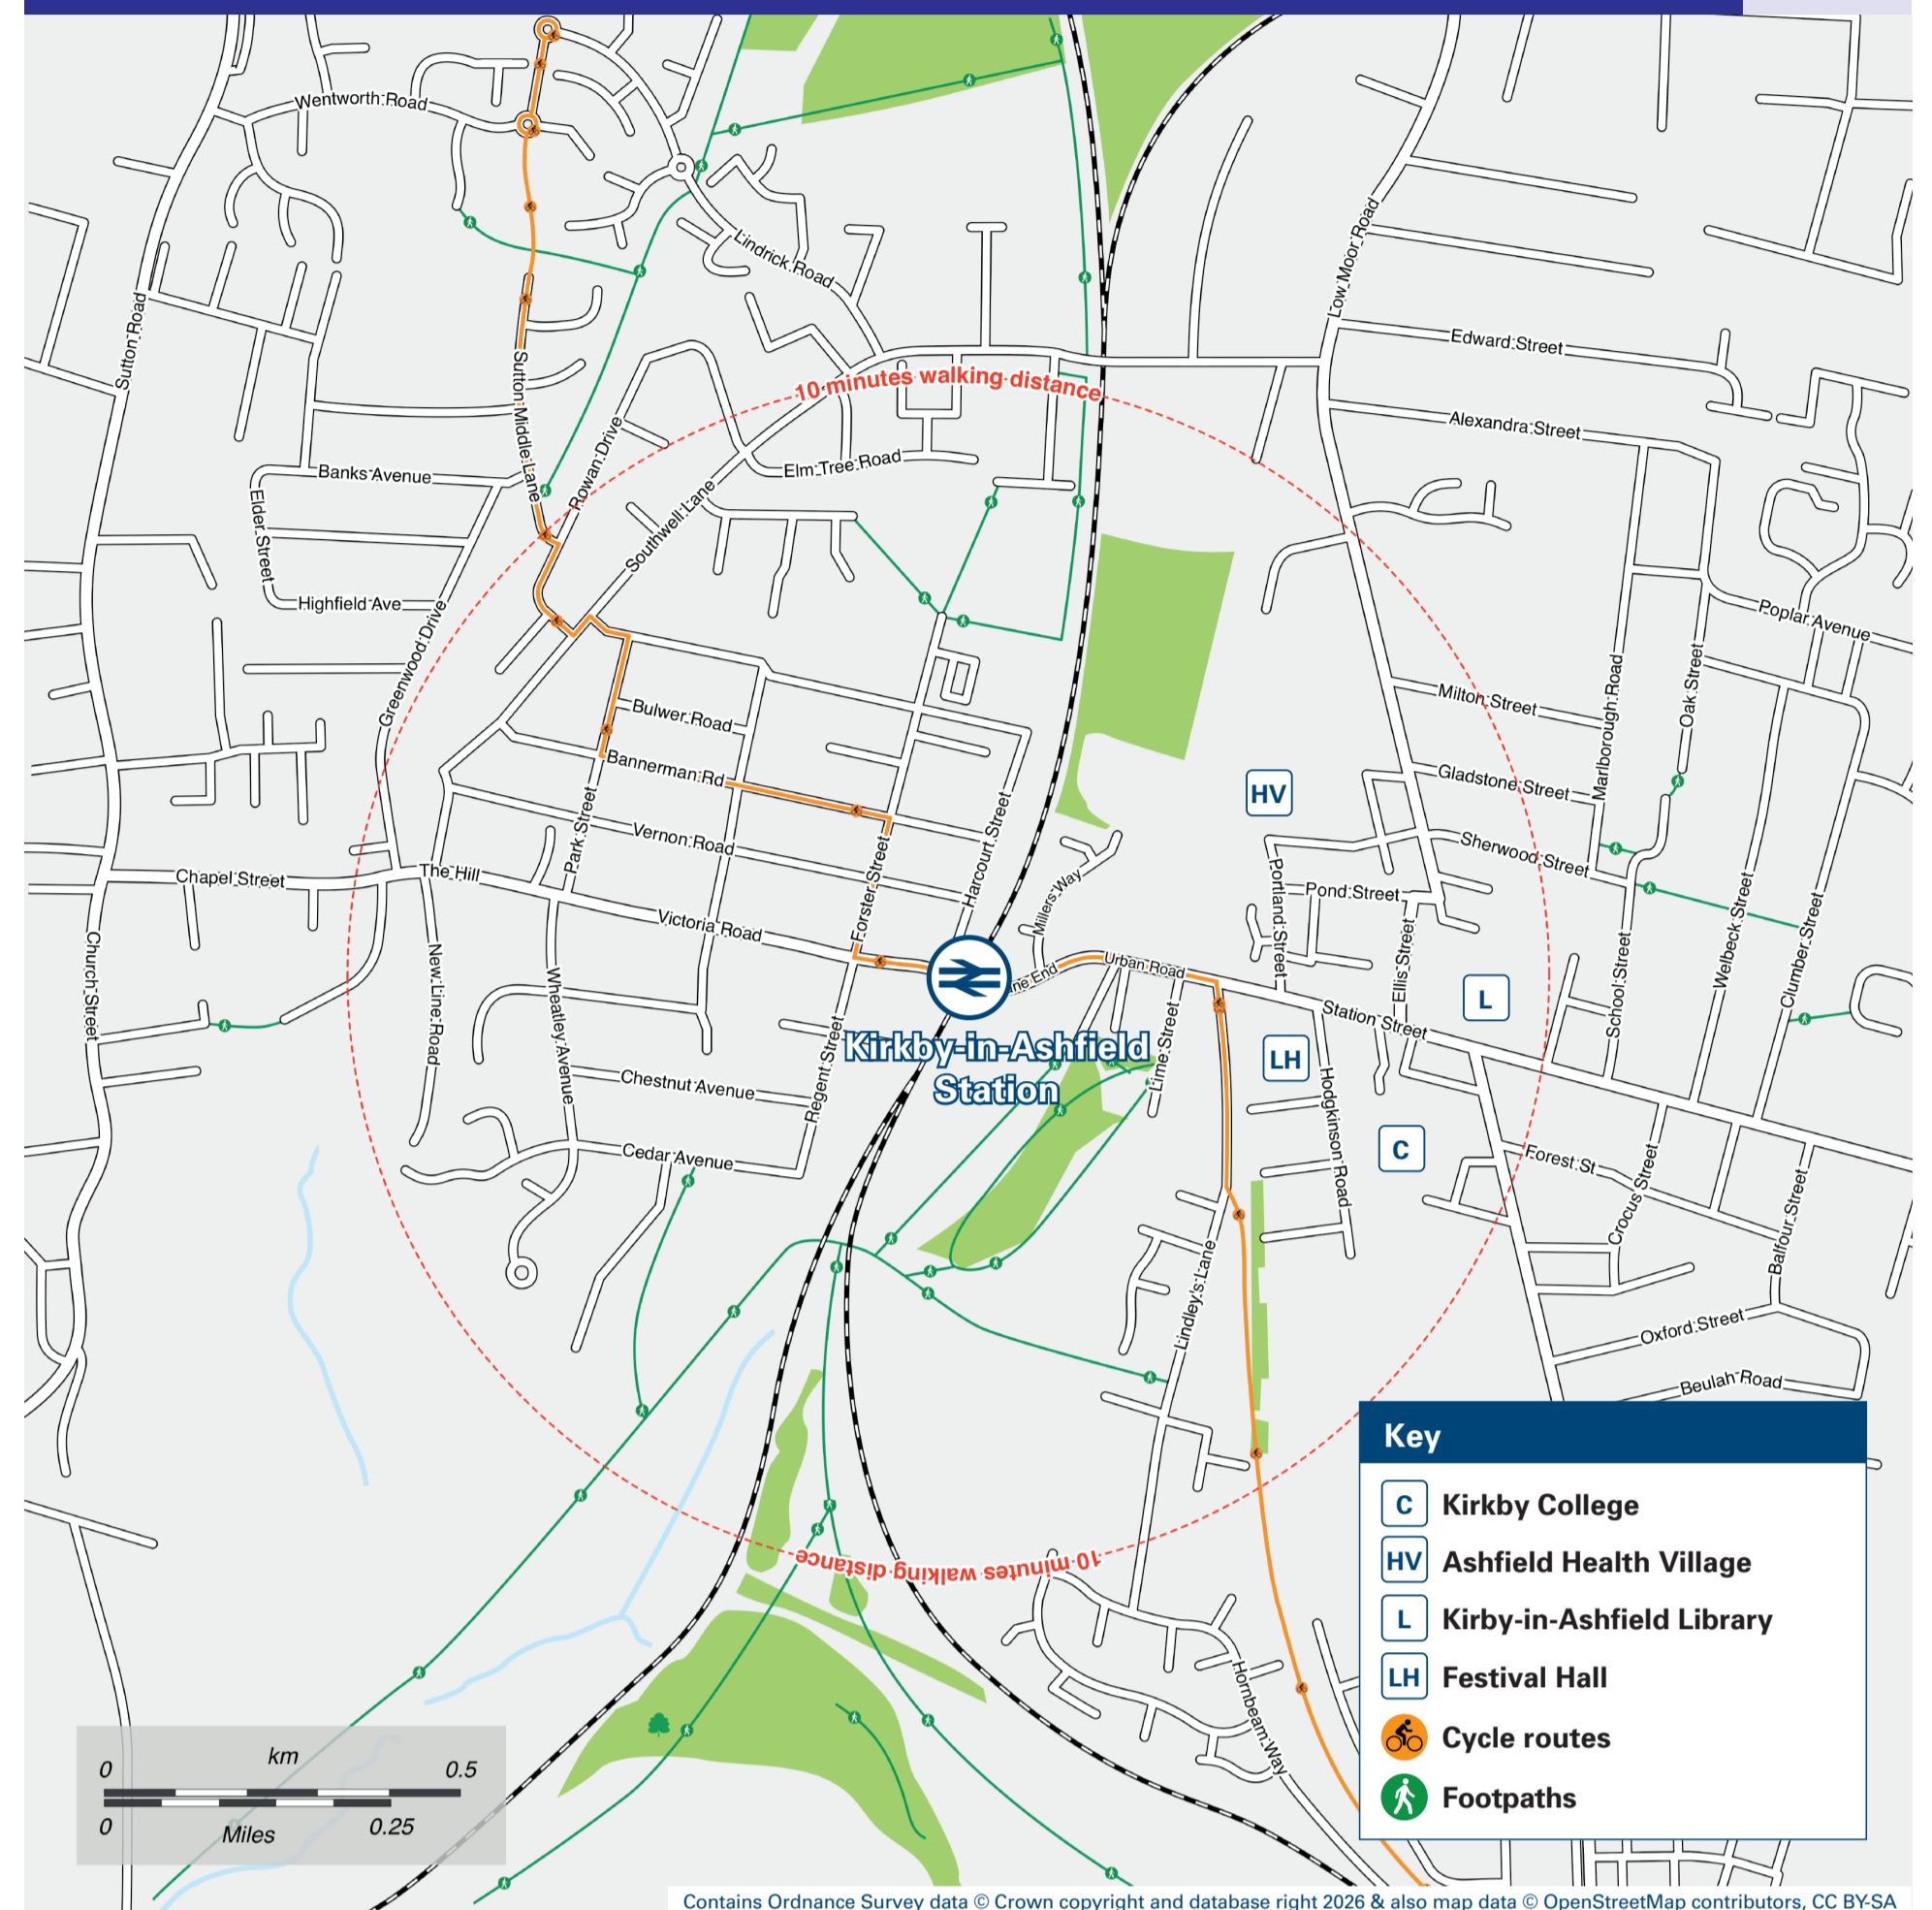 Wentworth Road
Lindrick Road
Low Moor Road
Sutton Road
Edward Street
Sutton Middle Lane
10 minutes walking distance
Alexandra Street
Rowan Drive
Banks Avenue
Elm Tree Road
Elder Street
Southwell Lane
Highfield Ave
Greenwood Drive
Poplar Avenue
Oak Street
Marlborough Road
Milton Street
Bulwer Road
Bannerman Rd
Gladstone Street
HV
Park Street
Vernon Road
Harcourt Street
Sherwood Street
Forster Street
Millers Way
Portland Street
Pond Street
Chapel Street
The Hill
Victoria Road
Welbeck Street
Clumber Street
Church Street
New Line Road
Wheatley Avenue
ne End
Urban Road
Ellis Street
School Street
L
Station Street
Kirkby-in-Ashfield
Station
Regent Street
Lime Street
LH
Hodgkinson Road
Chestnut Avenue
Cedar Avenue
C
Forest St
Crocus Street
Balfour Street
Lindley's Lane
Oxford Street
Beulah Road
10 minutes walking distance
Hornbeam Way
Key
C Kirkby College
HV Ashfield Health Village
L Kirby-in-Ashfield Library
LH Festival Hall
Cycle routes
Footpaths
km
0 0.5
0 Miles 0.25
Contains Ordnance Survey data © Crown copyright and database right 2026 & also map data © OpenStreetMap contributors, CC BY-SA